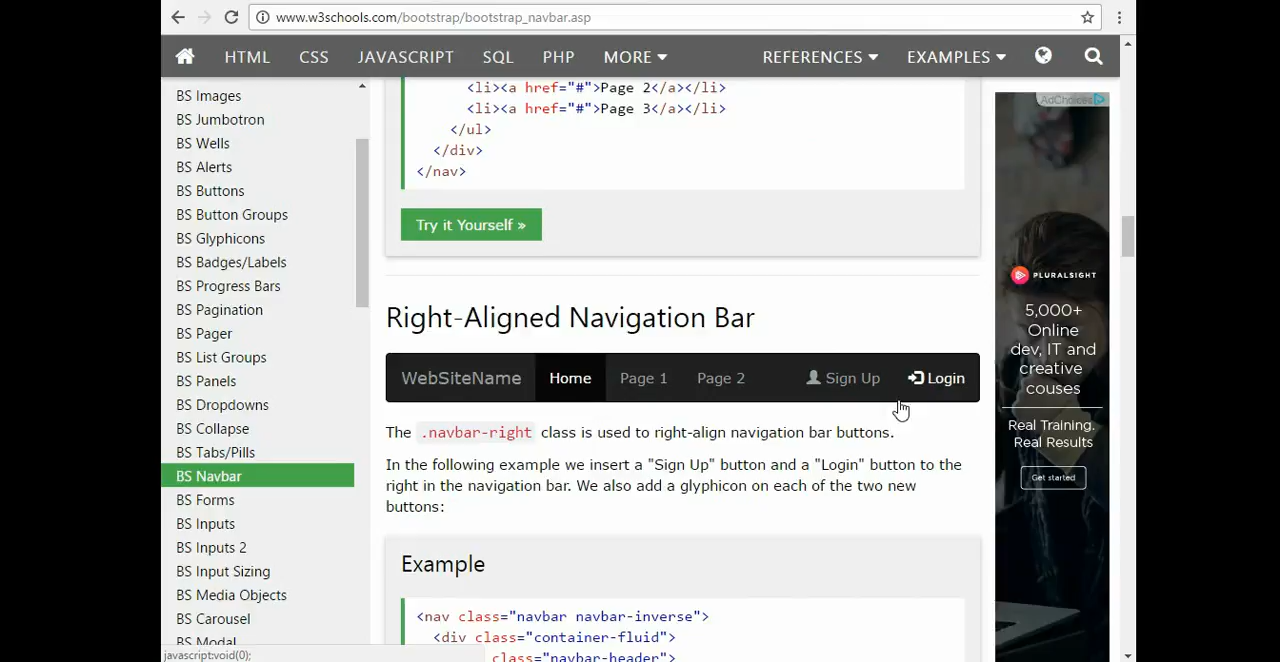 www.w3schools.com/bootstrap/bootstrap_navbar.asp
HTML CSS JAVASCRIPT SQL PHP MORE REFERENCES EXAMPLES
BS Images
BS Jumbotron
BS Wells
BS Alerts
BS Buttons
BS Button Groups
BS Glyphicons
BS Badges/Labels
BS Progress Bars
BS Pagination
BS Pager
BS List Groups
BS Panels
BS Dropdowns
BS Collapse
BS Tabs/Pills
BS Navbar
BS Forms
BS Inputs
BS Inputs 2
BS Input Sizing
BS Media Objects
BS Carousel
BS Modal
javascript:void(0);
<li><a href="#">Page 2</a></li>
<li><a href="#">Page 3</a></li>
</ul>
</div>
</nav>
Try it Yourself »
Right-Aligned Navigation Bar
WebSiteName Home Page 1 Page 2 Sign Up Login
The .navbar-right class is used to right-align navigation bar buttons.
In the following example we insert a "Sign Up" button and a "Login" button to the
right in the navigation bar. We also add a glyphicon on each of the two new
buttons:
Example
<nav class="navbar navbar-inverse">
<div class="container-fluid">
class="navbar-header">
AdChoices
PLURALSIGHT
5,000+
Online
dev, IT and
creative
couses
Real Training.
Real Results
Get started